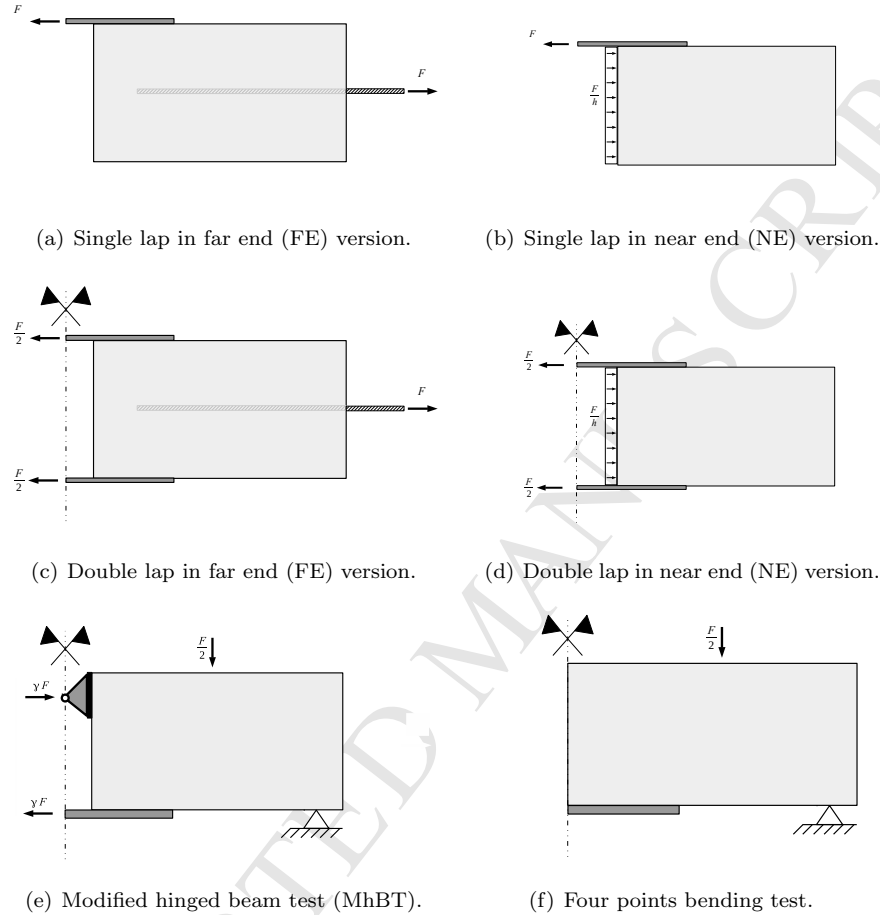 F
F
F
F/h
(a) Single lap in far end (FE) version.
(b) Single lap in near end (NE) version.
F/2
F/2
F
F/h
F/2
F/2
(c) Double lap in far end (FE) version.
(d) Double lap in near end (NE) version.
F/2
F/2
γF
γF
(e) Modified hinged beam test (MhBT).
(f) Four points bending test.
TED MANUSCRIP